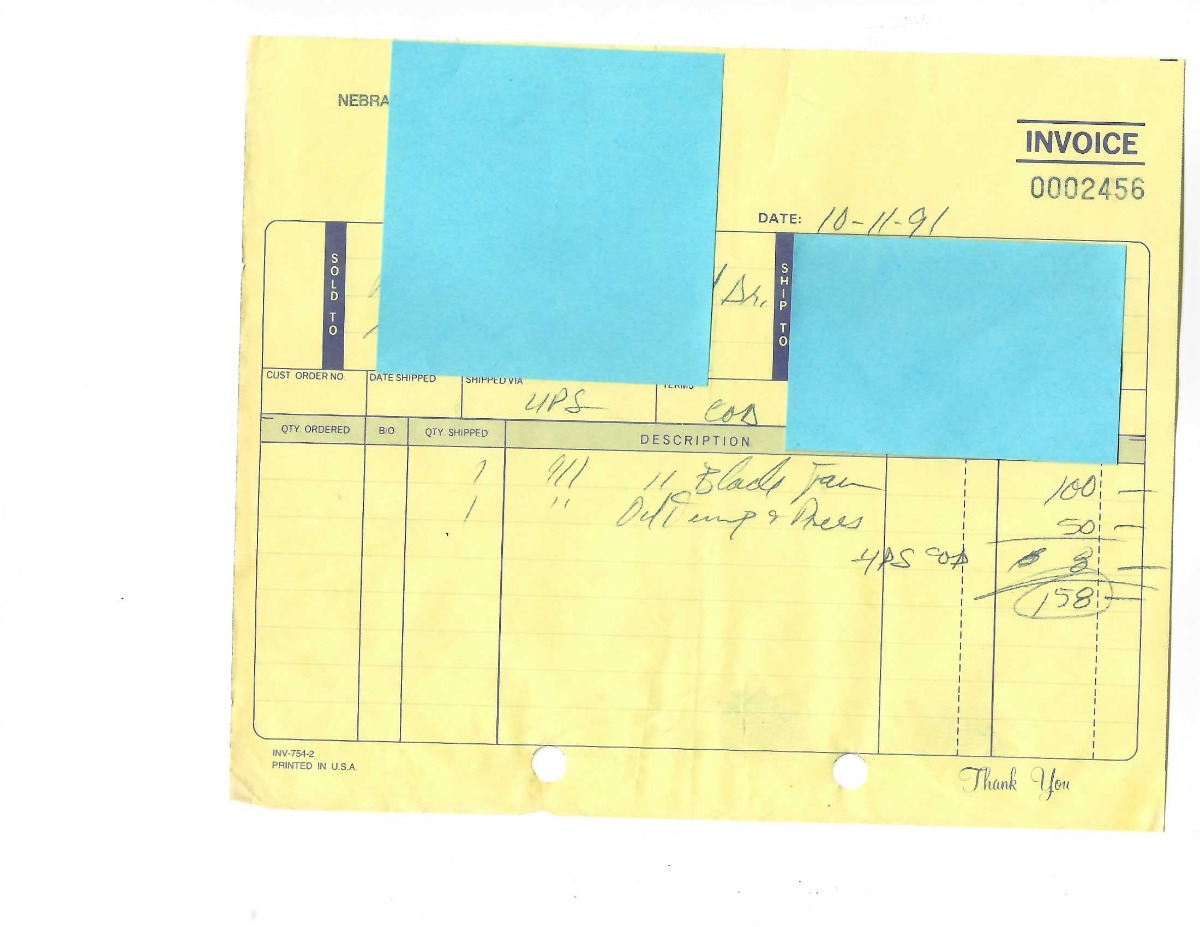 NEBRA
INVOICE
0002456
DATE: 10-11-91
SOLD TO
Dr.
SHIP TO
CUST ORDER NO. DATE SHIPPED SHIPPED VIA TERMS
UPS COD
QTY. ORDERED B/O QTY. SHIPPED DESCRIPTION
1 " Blade Fan 100 —
1 " 50 —
UPS COD $ 8 —
158 —
INV-754-2
PRINTED IN U.S.A.
Thank You